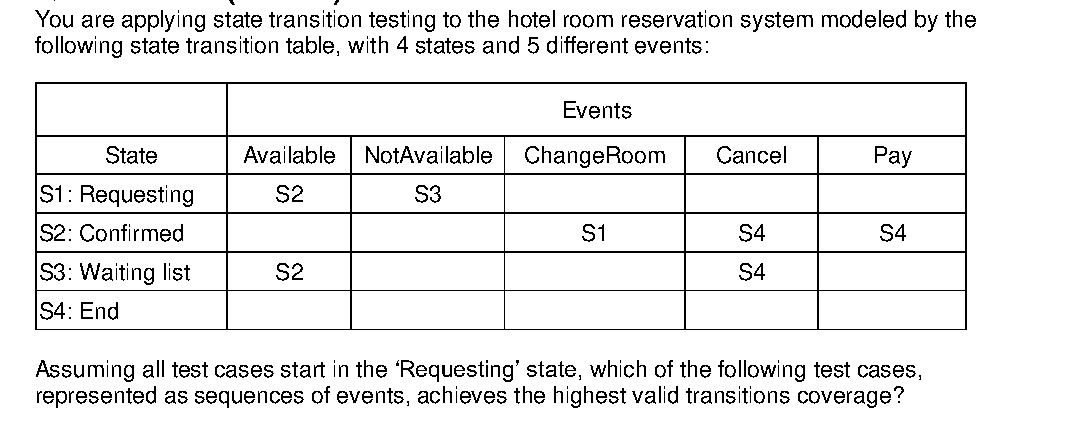 You are applying state transition testing to the hotel room reservation system modeled by the
following state transition table, with 4 states and 5 different events:
Events
State Available NotAvailable ChangeRoom Cancel Pay
S1: Requesting S2 S3
S2: Confirmed S1 S4 S4
S3: Waiting list S2 S4
S4: End
Assuming all test cases start in the ‘Requesting’ state, which of the following test cases,
represented as sequences of events, achieves the highest valid transitions coverage?